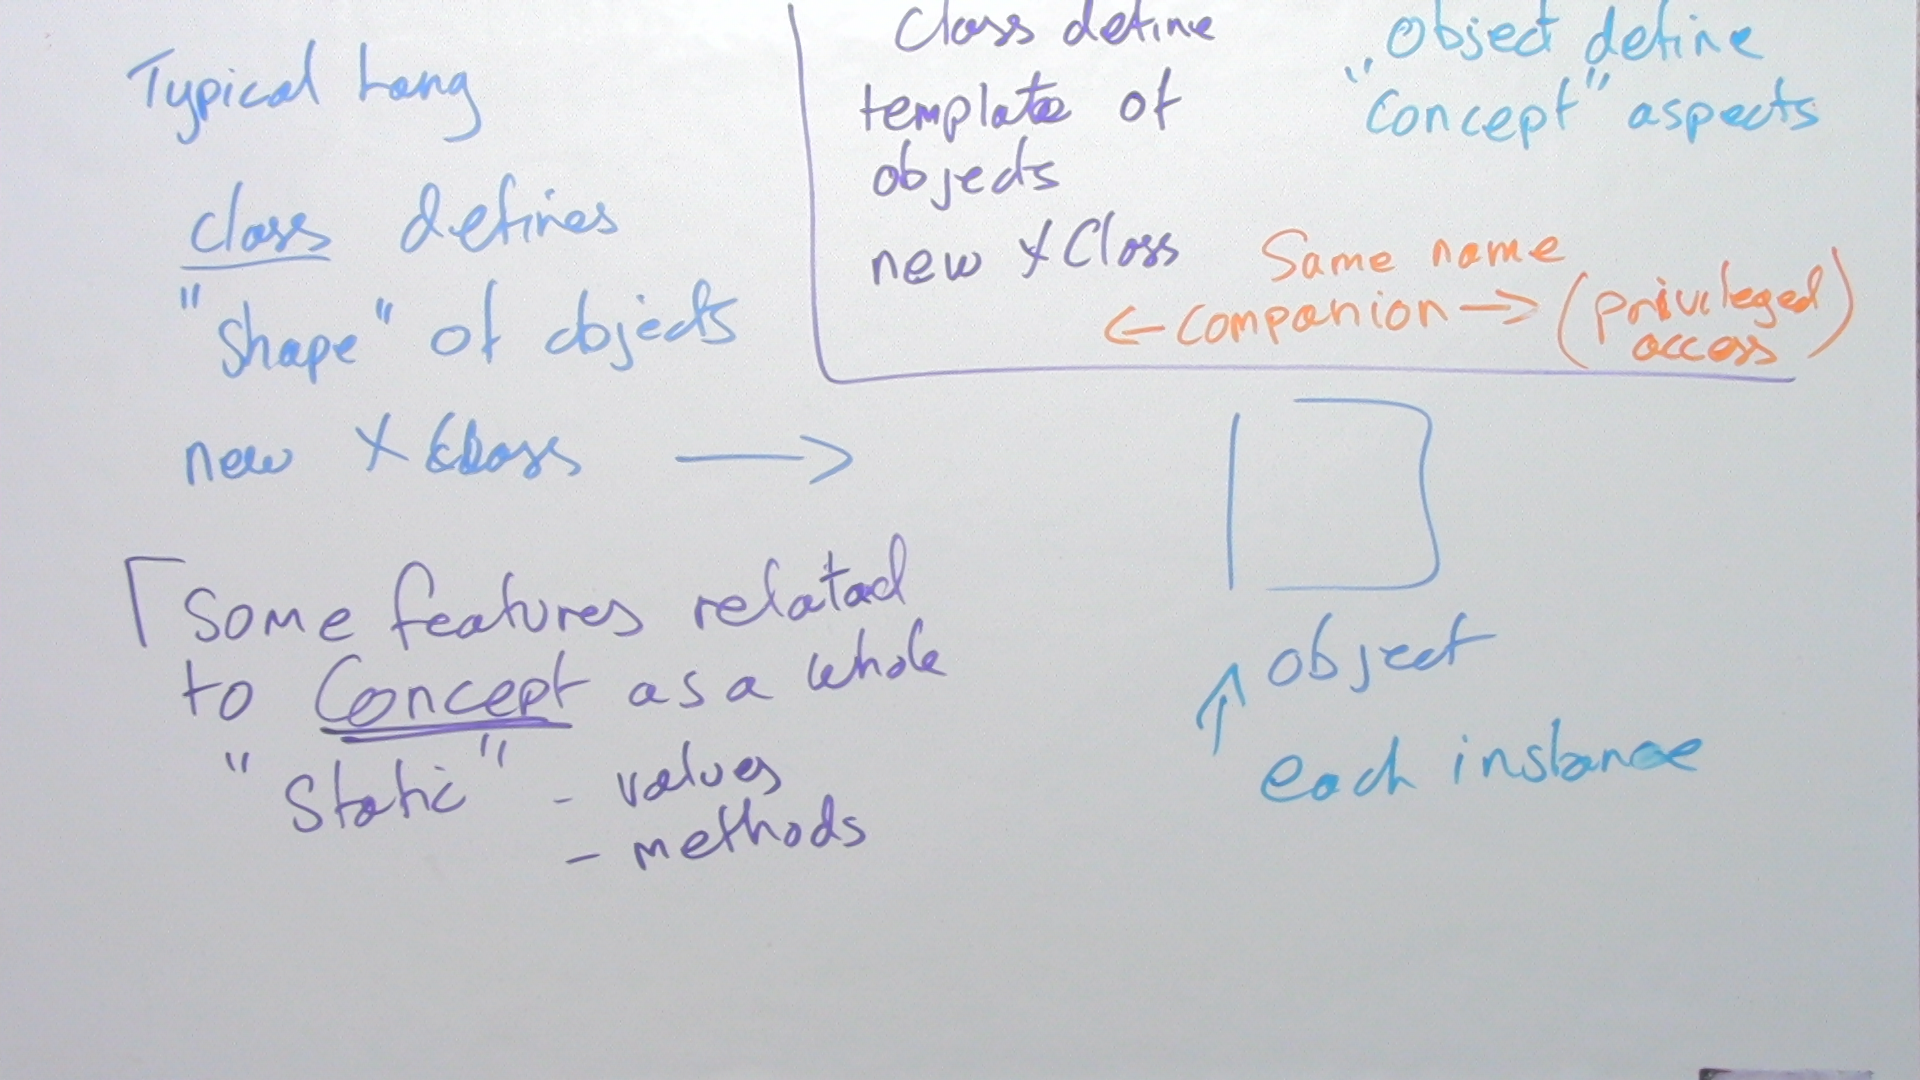 Typical Lang
class defines
"Shape" of objects
new X Class
Some features related
to Concept as a whole
"Static" - values
- methods
Class define
template of
objects
new X Class
Object define
"Concept" aspects
Same name
Companion (privileged
access)
object
each instance